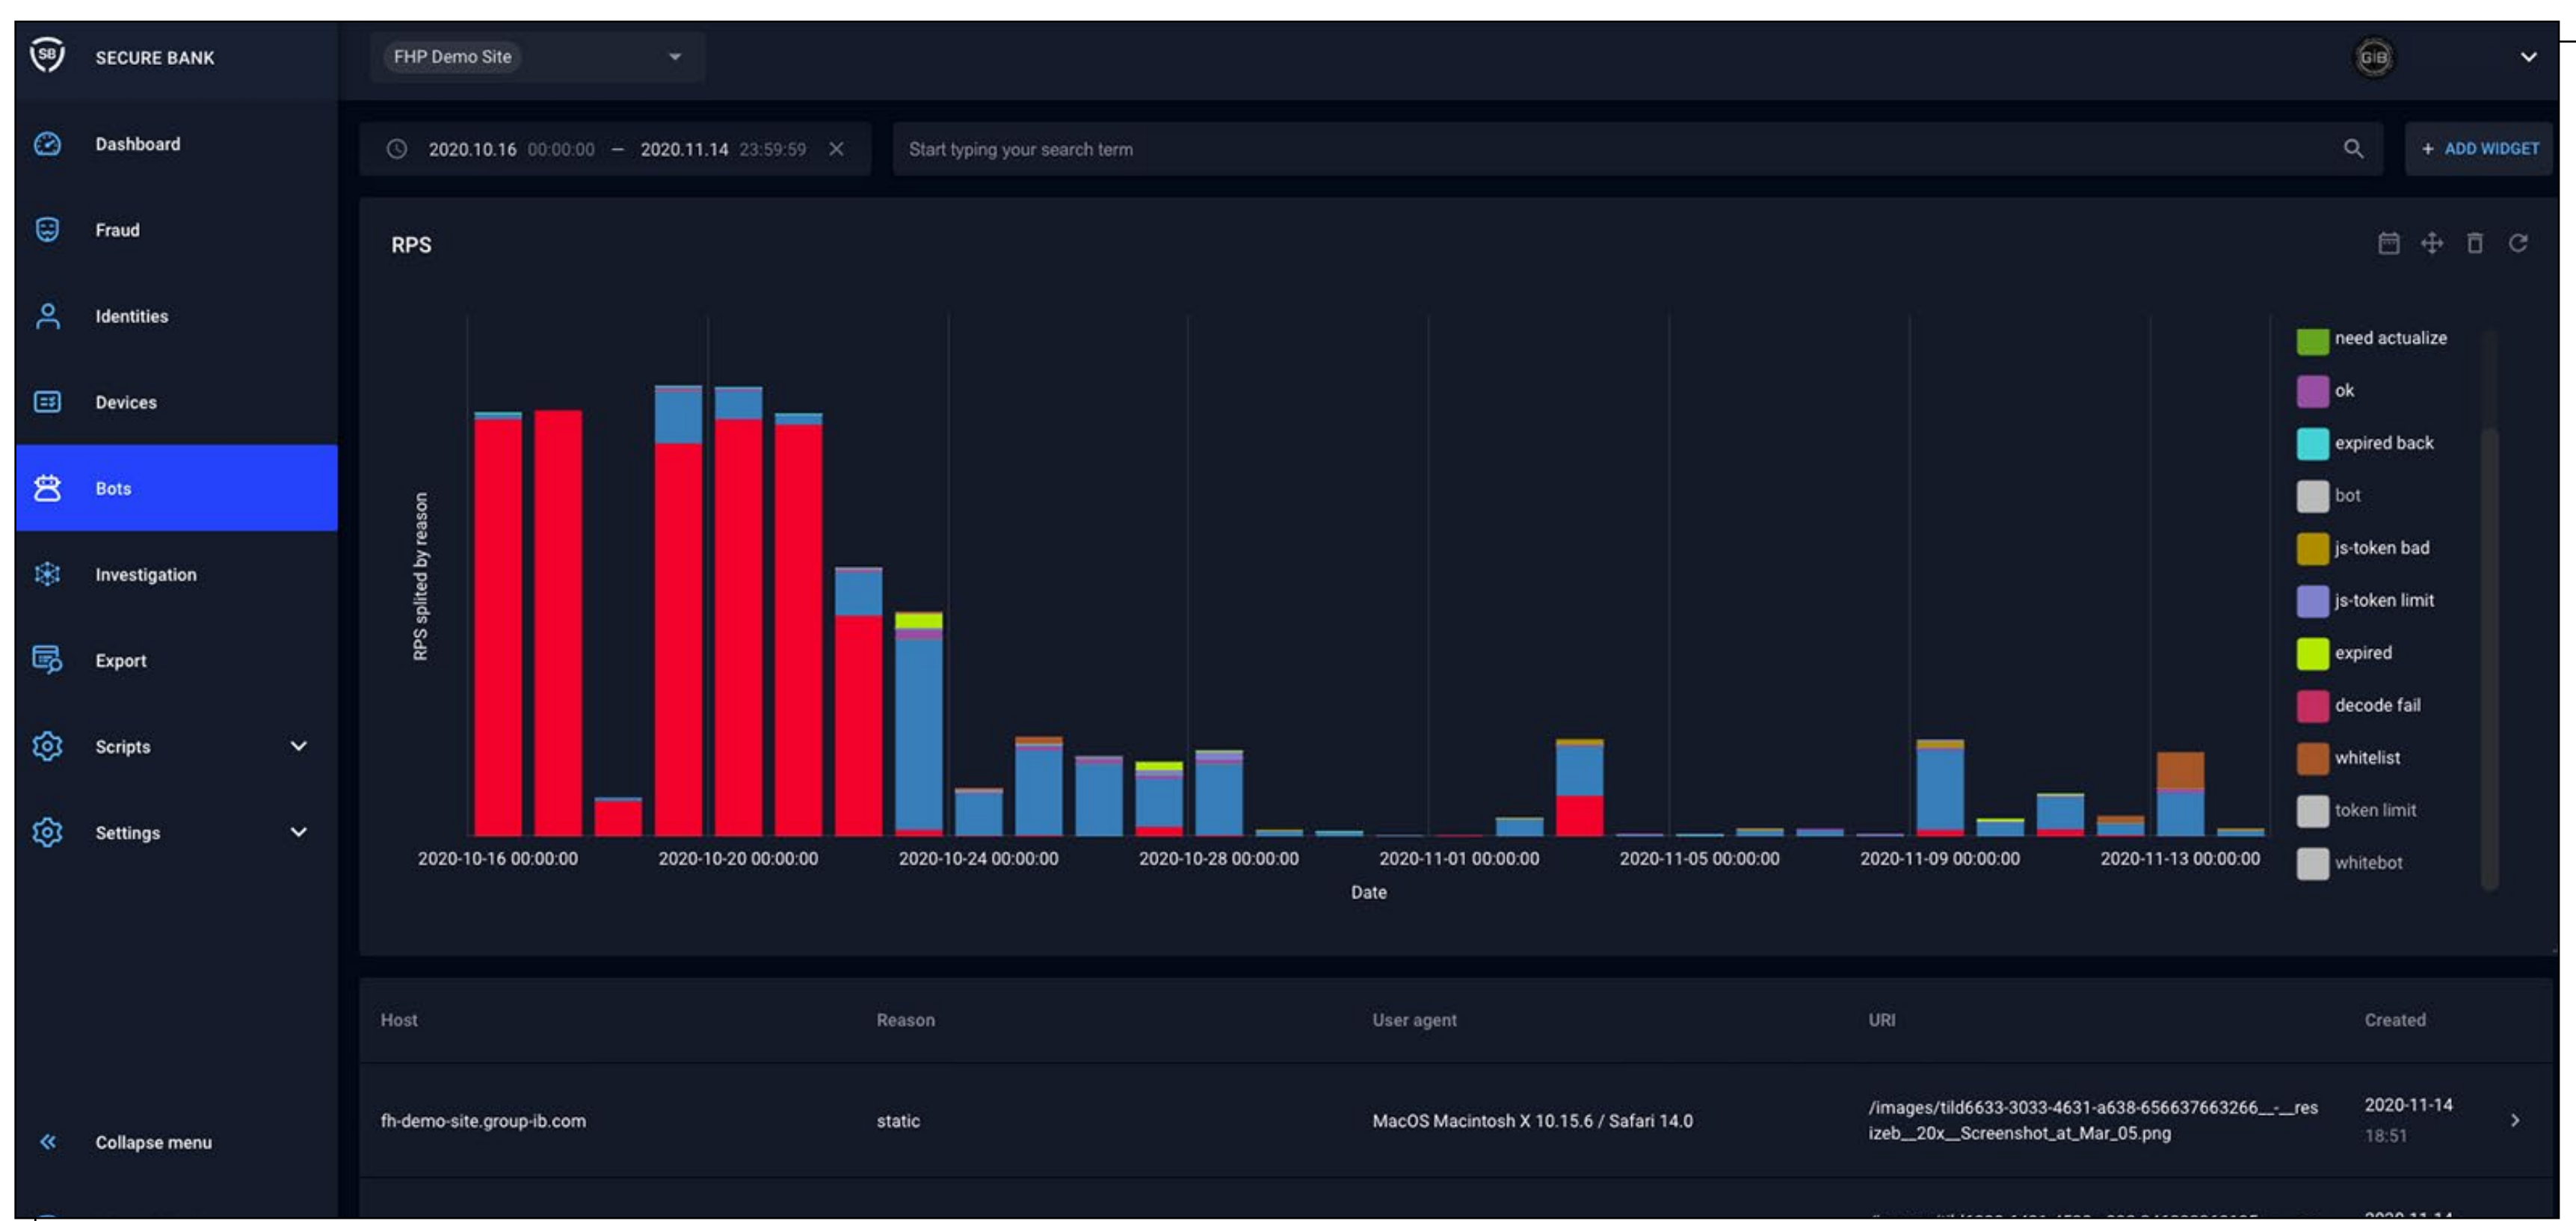 SB
SECURE BANK
FHP Demo Site
GIB
Dashboard
Fraud
Identities
Devices
Bots
Investigation
Export
Scripts
Settings
Collapse menu
2020.10.16 00:00:00 – 2020.11.14 23:59:59
Start typing your search term
+ ADD WIDGET
RPS
RPS splited by reason
need actualize
ok
expired back
bot
js-token bad
js-token limit
expired
decode fail
whitelist
token limit
whitebot
2020-10-16 00:00:00
2020-10-20 00:00:00
2020-10-24 00:00:00
2020-10-28 00:00:00
2020-11-01 00:00:00
2020-11-05 00:00:00
2020-11-09 00:00:00
2020-11-13 00:00:00
Date
Host
Reason
User agent
URI
Created
fh-demo-site.group-ib.com
static
MacOS Macintosh X 10.15.6 / Safari 14.0
/images/tild6633-3033-4631-a638-656637663266__-__res
izeb__20x__Screenshot_at_Mar_05.png
2020-11-14
18:51